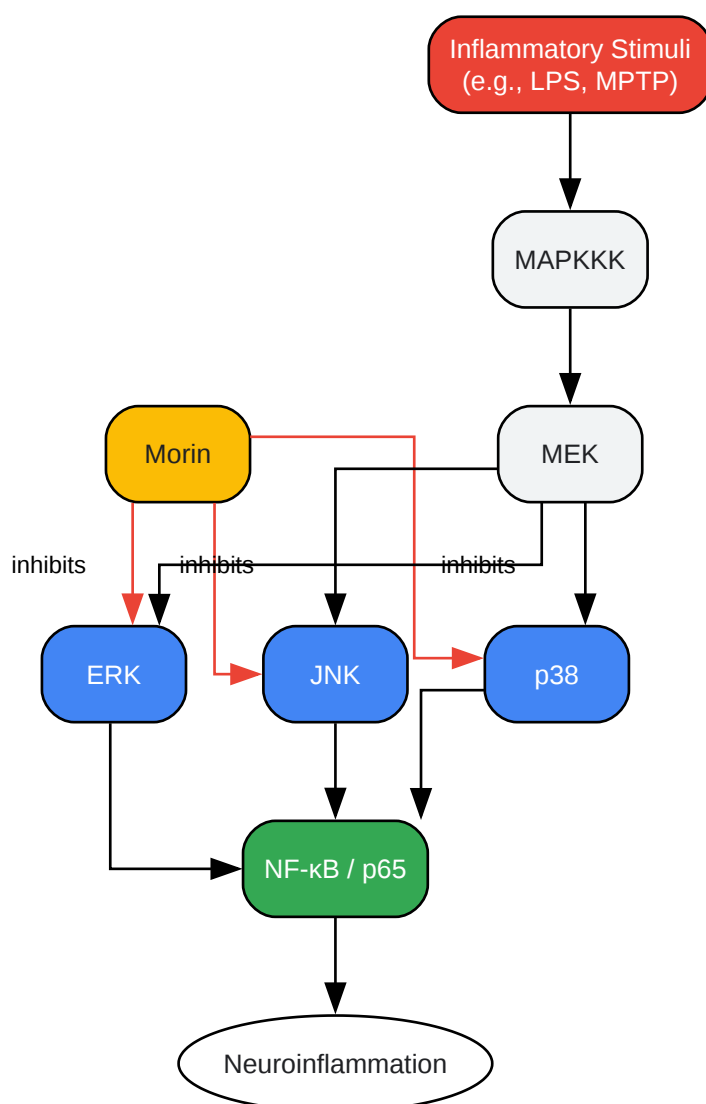 Inflammatory Stimuli
(e.g., LPS, MPTP)
MAPKKK
Morin
MEK
inhibits
inhibits
inhibits
ERK
JNK
p38
NF-κB / p65
Neuroinflammation